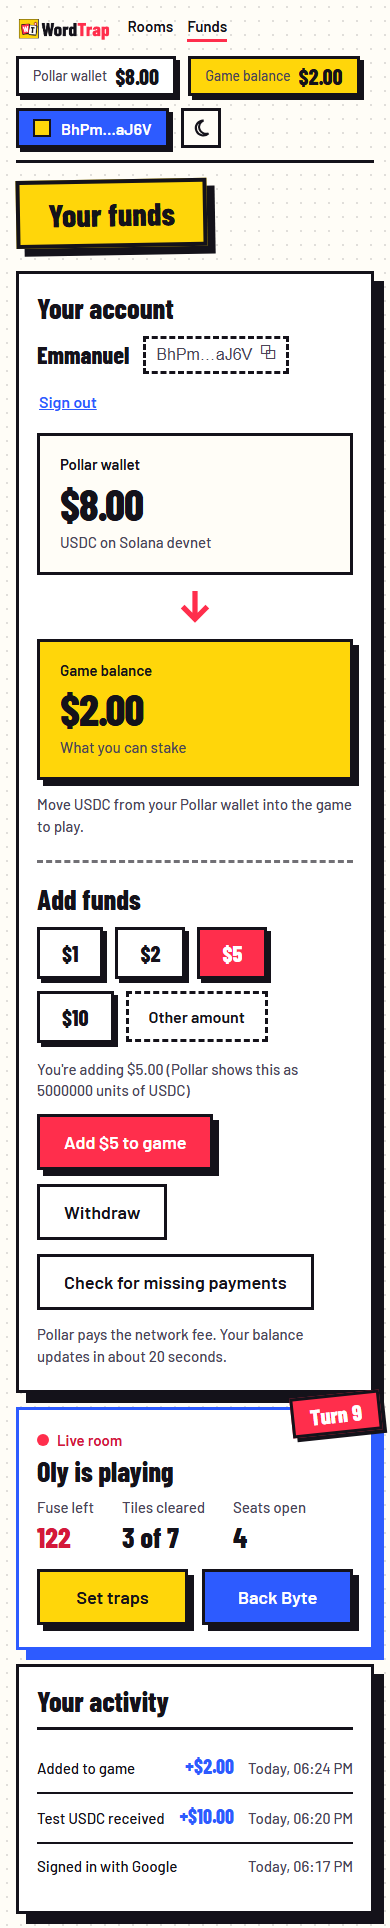 WT WordTrap Rooms Funds
Pollar wallet $8.00 Game balance $2.00
BhPm...aJ6V
Your funds
Your account
Emmanuel BhPm...aJ6V
Sign out
Pollar wallet
$8.00
USDC on Solana devnet
Game balance
$2.00
What you can stake
Move USDC from your Pollar wallet into the game
to play.
Add funds
$1 $2 $5
$10 Other amount
You're adding $5.00 (Pollar shows this as
5000000 units of USDC)
Add $5 to game
Withdraw
Check for missing payments
Pollar pays the network fee. Your balance
updates in about 20 seconds.
Turn 9
Live room
Oly is playing
Fuse left Tiles cleared Seats open
122 3 of 7 4
Set traps Back Byte
Your activity
Added to game +$2.00 Today, 06:24 PM
Test USDC received +$10.00 Today, 06:20 PM
Signed in with Google Today, 06:17 PM